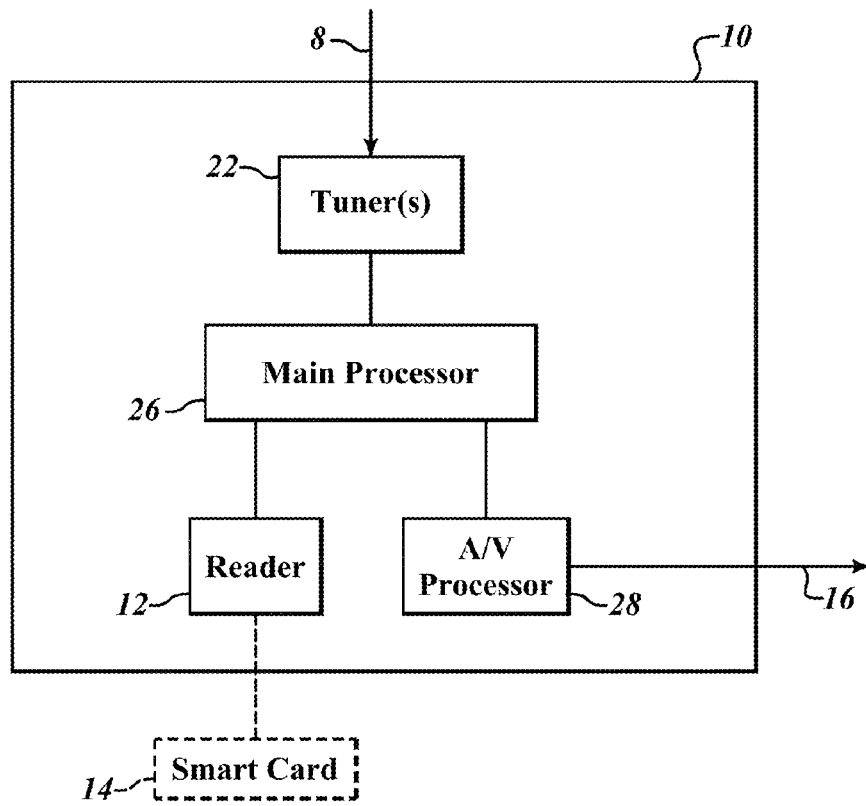 8
10
22
Tuner(s)
Main Processor
26
Reader
A/V
Processor
12
28
16
14
Smart Card